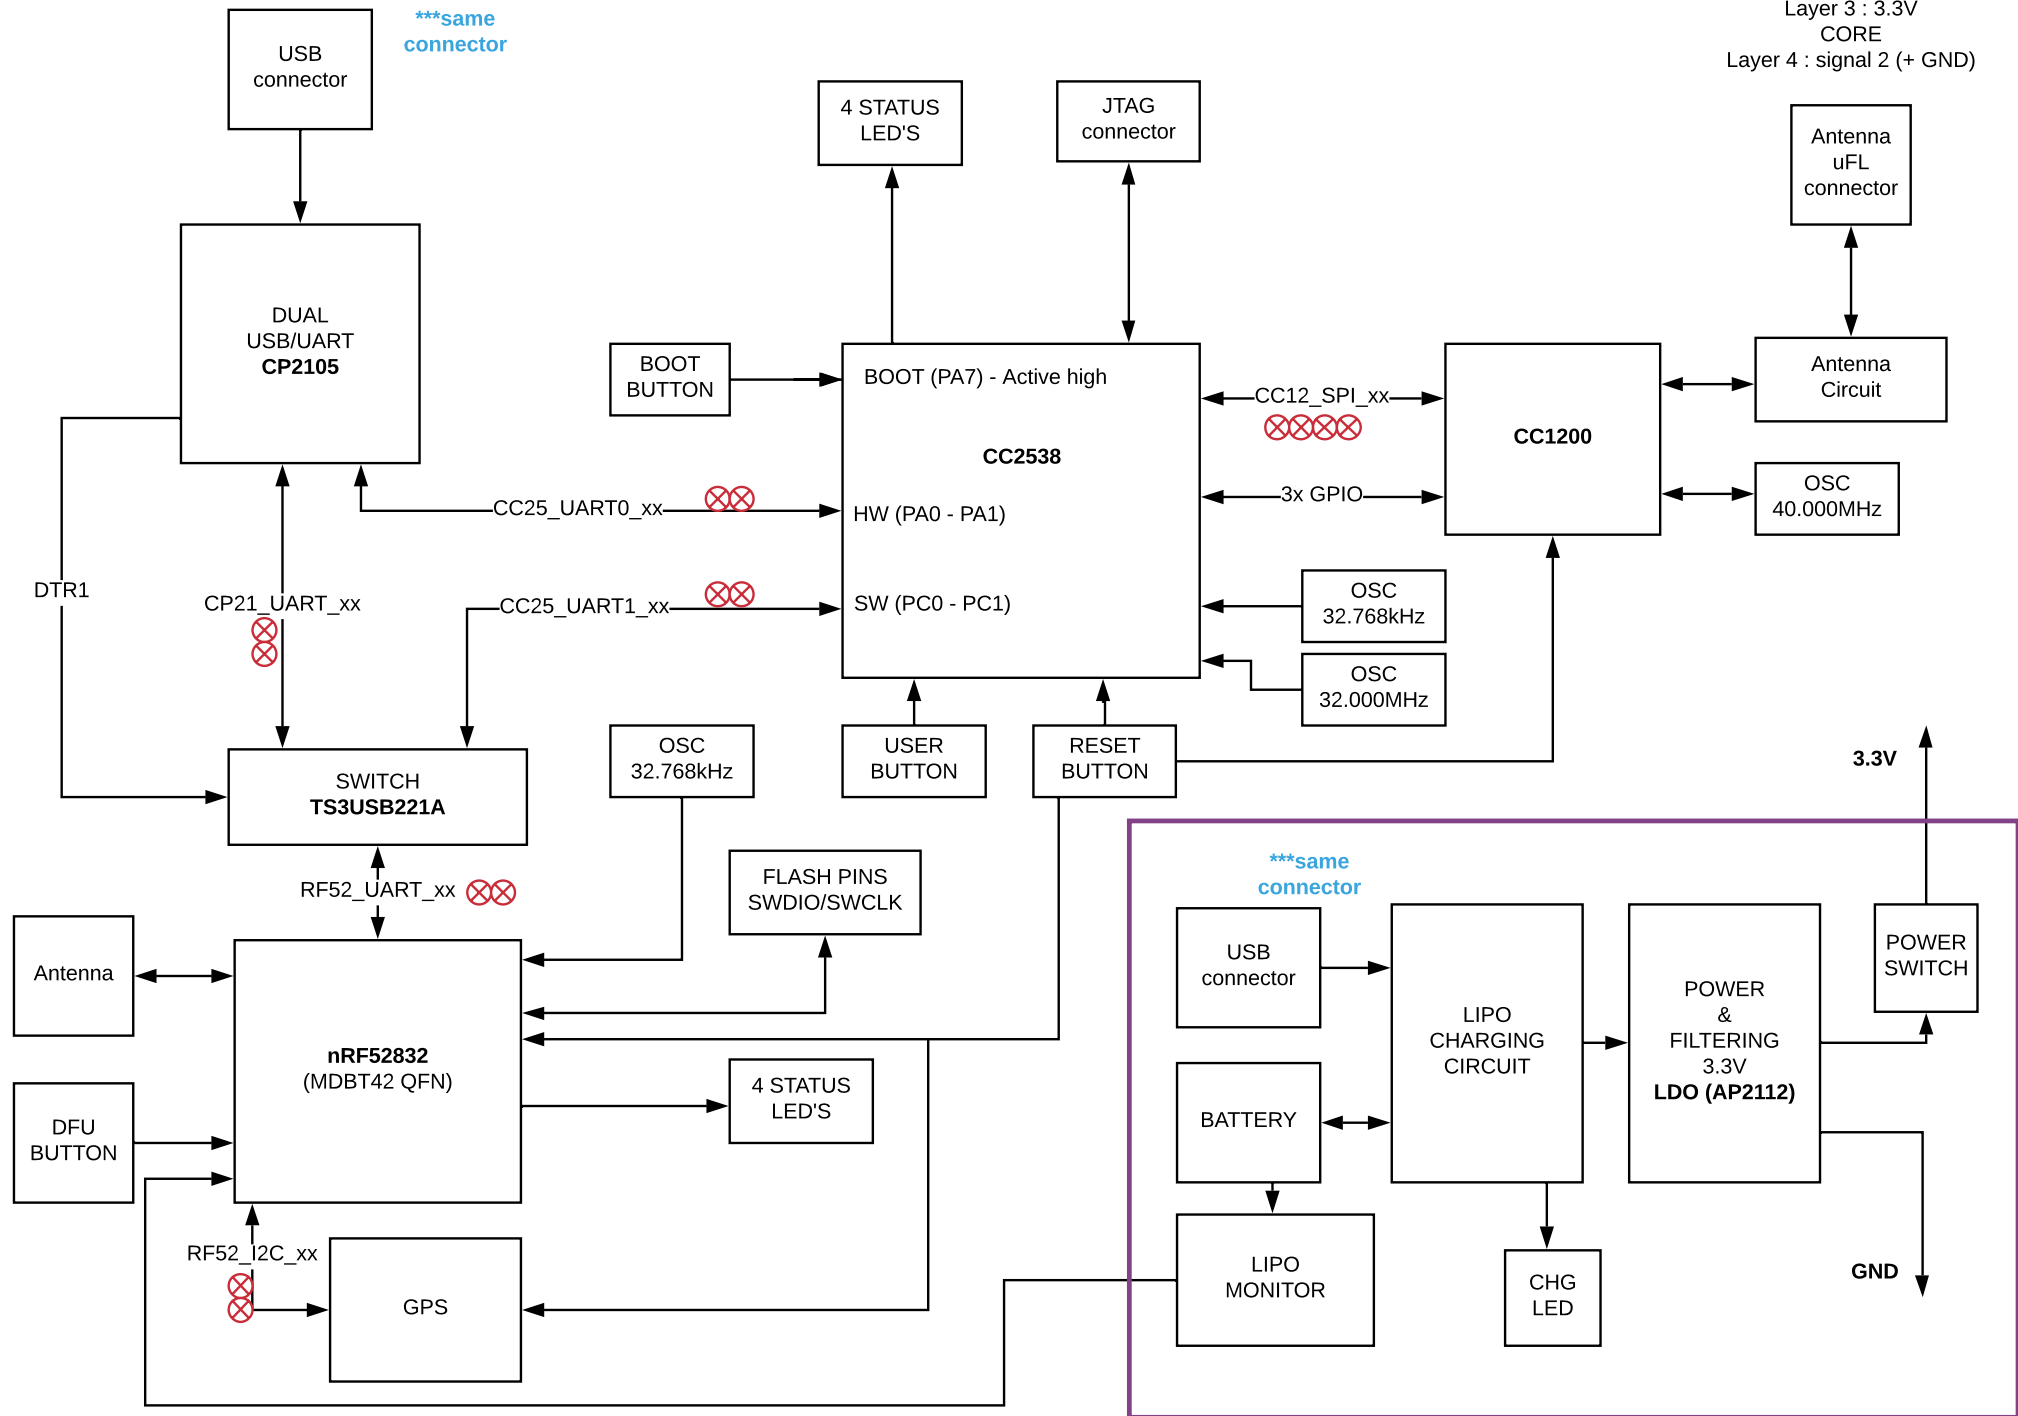 ***same
connector
USB
connector
Layer 3 : 3.3V
CORE
Layer 4 : signal 2 (+ GND)
4 STATUS
LED'S
JTAG
connector
Antenna
uFL
connector
DUAL
USB/UART
CP2105
BOOT
BUTTON
BOOT (PA7) - Active high
CC2538
HW (PA0 - PA1)
SW (PC0 - PC1)
CC12_SPI_xx
3x GPIO
CC1200
Antenna
Circuit
OSC
40.000MHz
CC25_UART0_xx
CC25_UART1_xx
DTR1
CP21_UART_xx
OSC
32.768kHz
OSC
32.000MHz
SWITCH
TS3USB221A
OSC
32.768kHz
USER
BUTTON
RESET
BUTTON
3.3V
RF52_UART_xx
FLASH PINS
SWDIO/SWCLK
Antenna
nRF52832
(MDBT42 QFN)
4 STATUS
LED'S
DFU
BUTTON
RF52_I2C_xx
GPS
***same
connector
USB
connector
LIPO
CHARGING
CIRCUIT
POWER
&
FILTERING
3.3V
LDO (AP2112)
POWER
SWITCH
BATTERY
LIPO
MONITOR
CHG
LED
GND